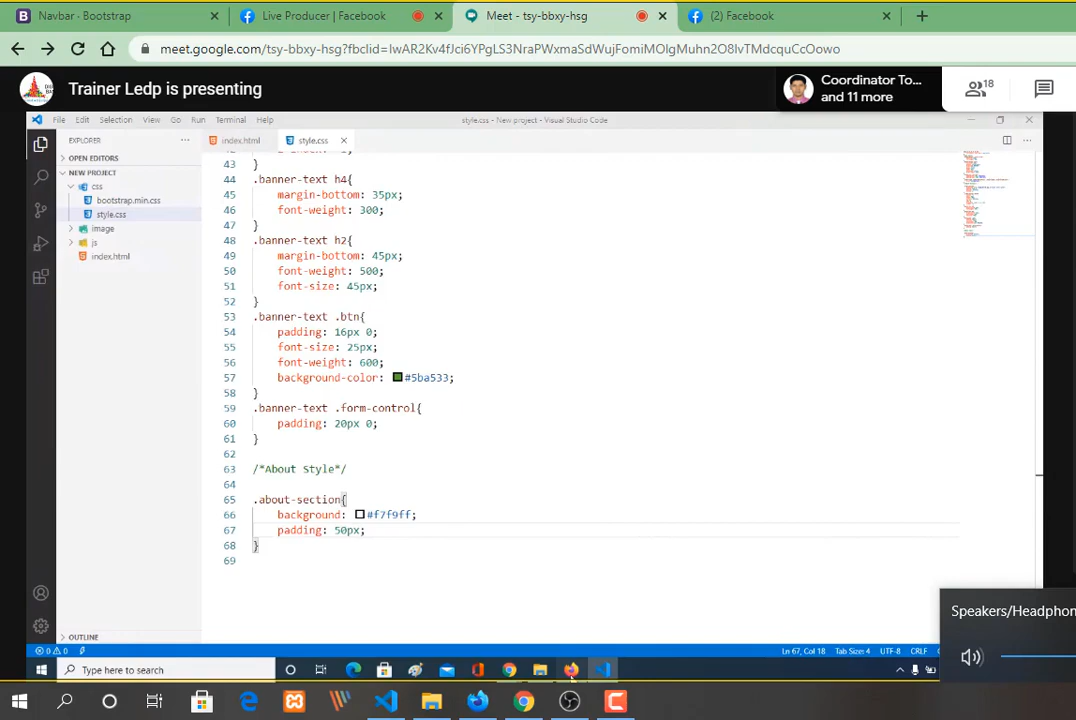 Navbar - Bootstrap
Live Producer | Facebook
Meet - tsy-bbxy-hsg
(2) Facebook
meet.google.com/tsy-bbxy-hsg?fbclid=IwAR2Kv4fJci6YPgLS3NraPWxmaSdWujFomiMOlgMuhn2O8IvTMdcquCcOowo
Trainer Ledp is presenting
Coordinator To...
and 11 more
18
File Edit Selection View Go Run Terminal Help
style.css - New project - Visual Studio Code
EXPLORER
index.html
style.css
OPEN EDITORS
NEW PROJECT
css
bootstrap.min.css
style.css
image
js
index.html
43 }
44 .banner-text h4{
45 margin-bottom: 35px;
46 font-weight: 300;
47 }
48 .banner-text h2{
49 margin-bottom: 45px;
50 font-weight: 500;
51 font-size: 45px;
52 }
53 .banner-text .btn{
54 padding: 16px 0;
55 font-size: 25px;
56 font-weight: 600;
57 background-color: #5ba533;
58 }
59 .banner-text .form-control{
60 padding: 20px 0;
61 }
62
63 /*About Style*/
64
65 .about-section{
66 background: #f7f9ff;
67 padding: 50px;
68 }
69
OUTLINE
0 0
Ln 67, Col 18 Tab Size: 4 UTF-8 CRLF
Speakers/Headphon
Type here to search